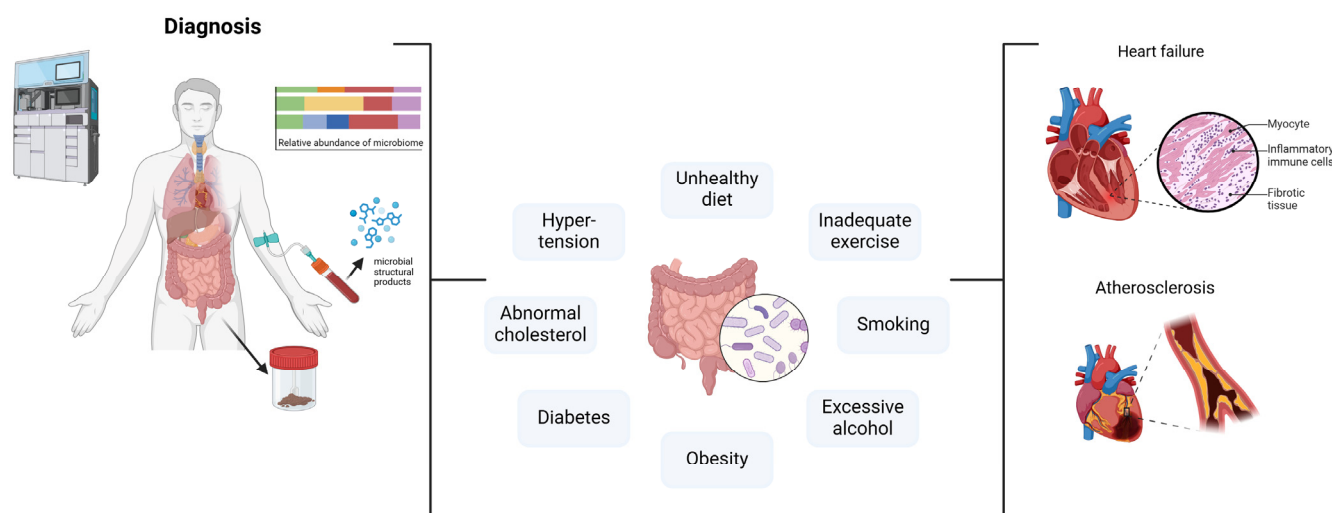 Diagnosis
Relative abundance of microbiome
microbial
structural
products
Unhealthy
diet
Hyper-
tension
Inadequate
exercise
Abnormal
cholesterol
Smoking
Diabetes
Excessive
alcohol
Obesity
Heart failure
Myocyte
Inflammatory
immune cells
Fibrotic
tissue
Atherosclerosis